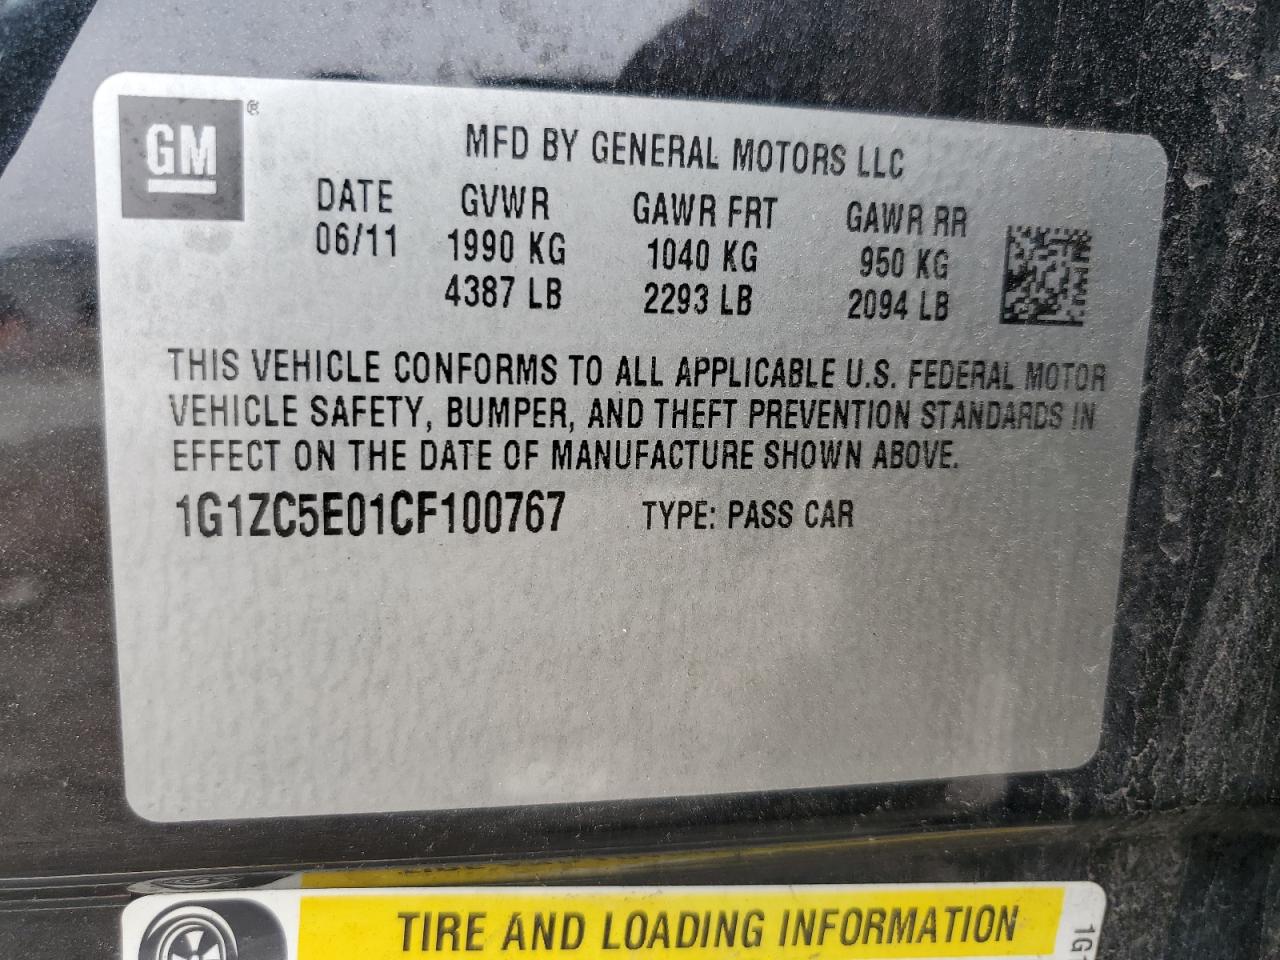 GM ®
MFD BY GENERAL MOTORS LLC
DATE GVWR GAWR FRT GAWR RR
06/11 1990 KG 1040 KG 950 KG
4387 LB 2293 LB 2094 LB
THIS VEHICLE CONFORMS TO ALL APPLICABLE U.S. FEDERAL MOTOR
VEHICLE SAFETY, BUMPER, AND THEFT PREVENTION STANDARDS IN
EFFECT ON THE DATE OF MANUFACTURE SHOWN ABOVE.
1G1ZC5E01CF100767 TYPE: PASS CAR
TIRE AND LOADING INFORMATION